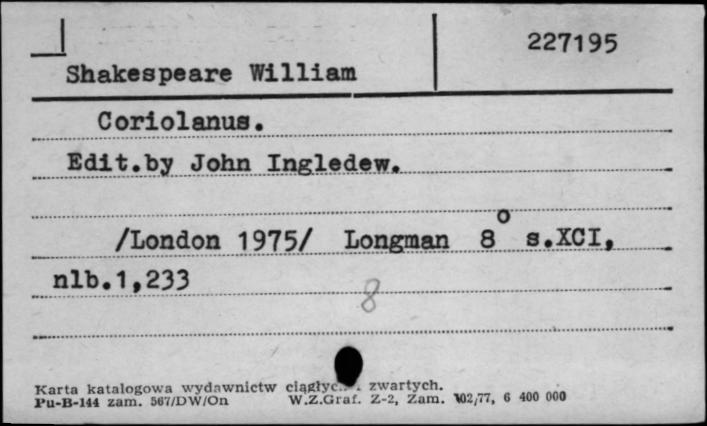 227195
Shakespeare William
Coriolanus.
Edit.by John Ingledew.
/London 1975/ Longman 8° s.XCI,
nlb.1,233
8
Karta katalogowa wydawnictw zwartych.
Pu-B-144 zam. 567/DW/On W.Z.Graf. Z-2, Zam. 102/77, 6 400 000